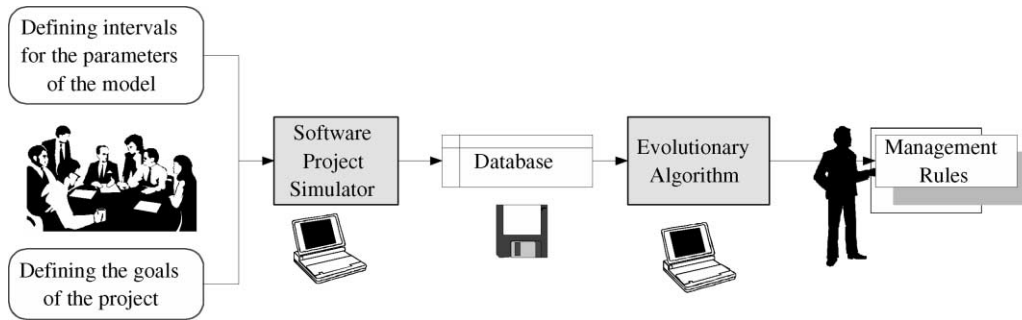 Defining intervals
for the parameters
of the model
Software
Project
Simulator
Database
Evolutionary
Algorithm
Management
Rules
Defining the goals
of the project